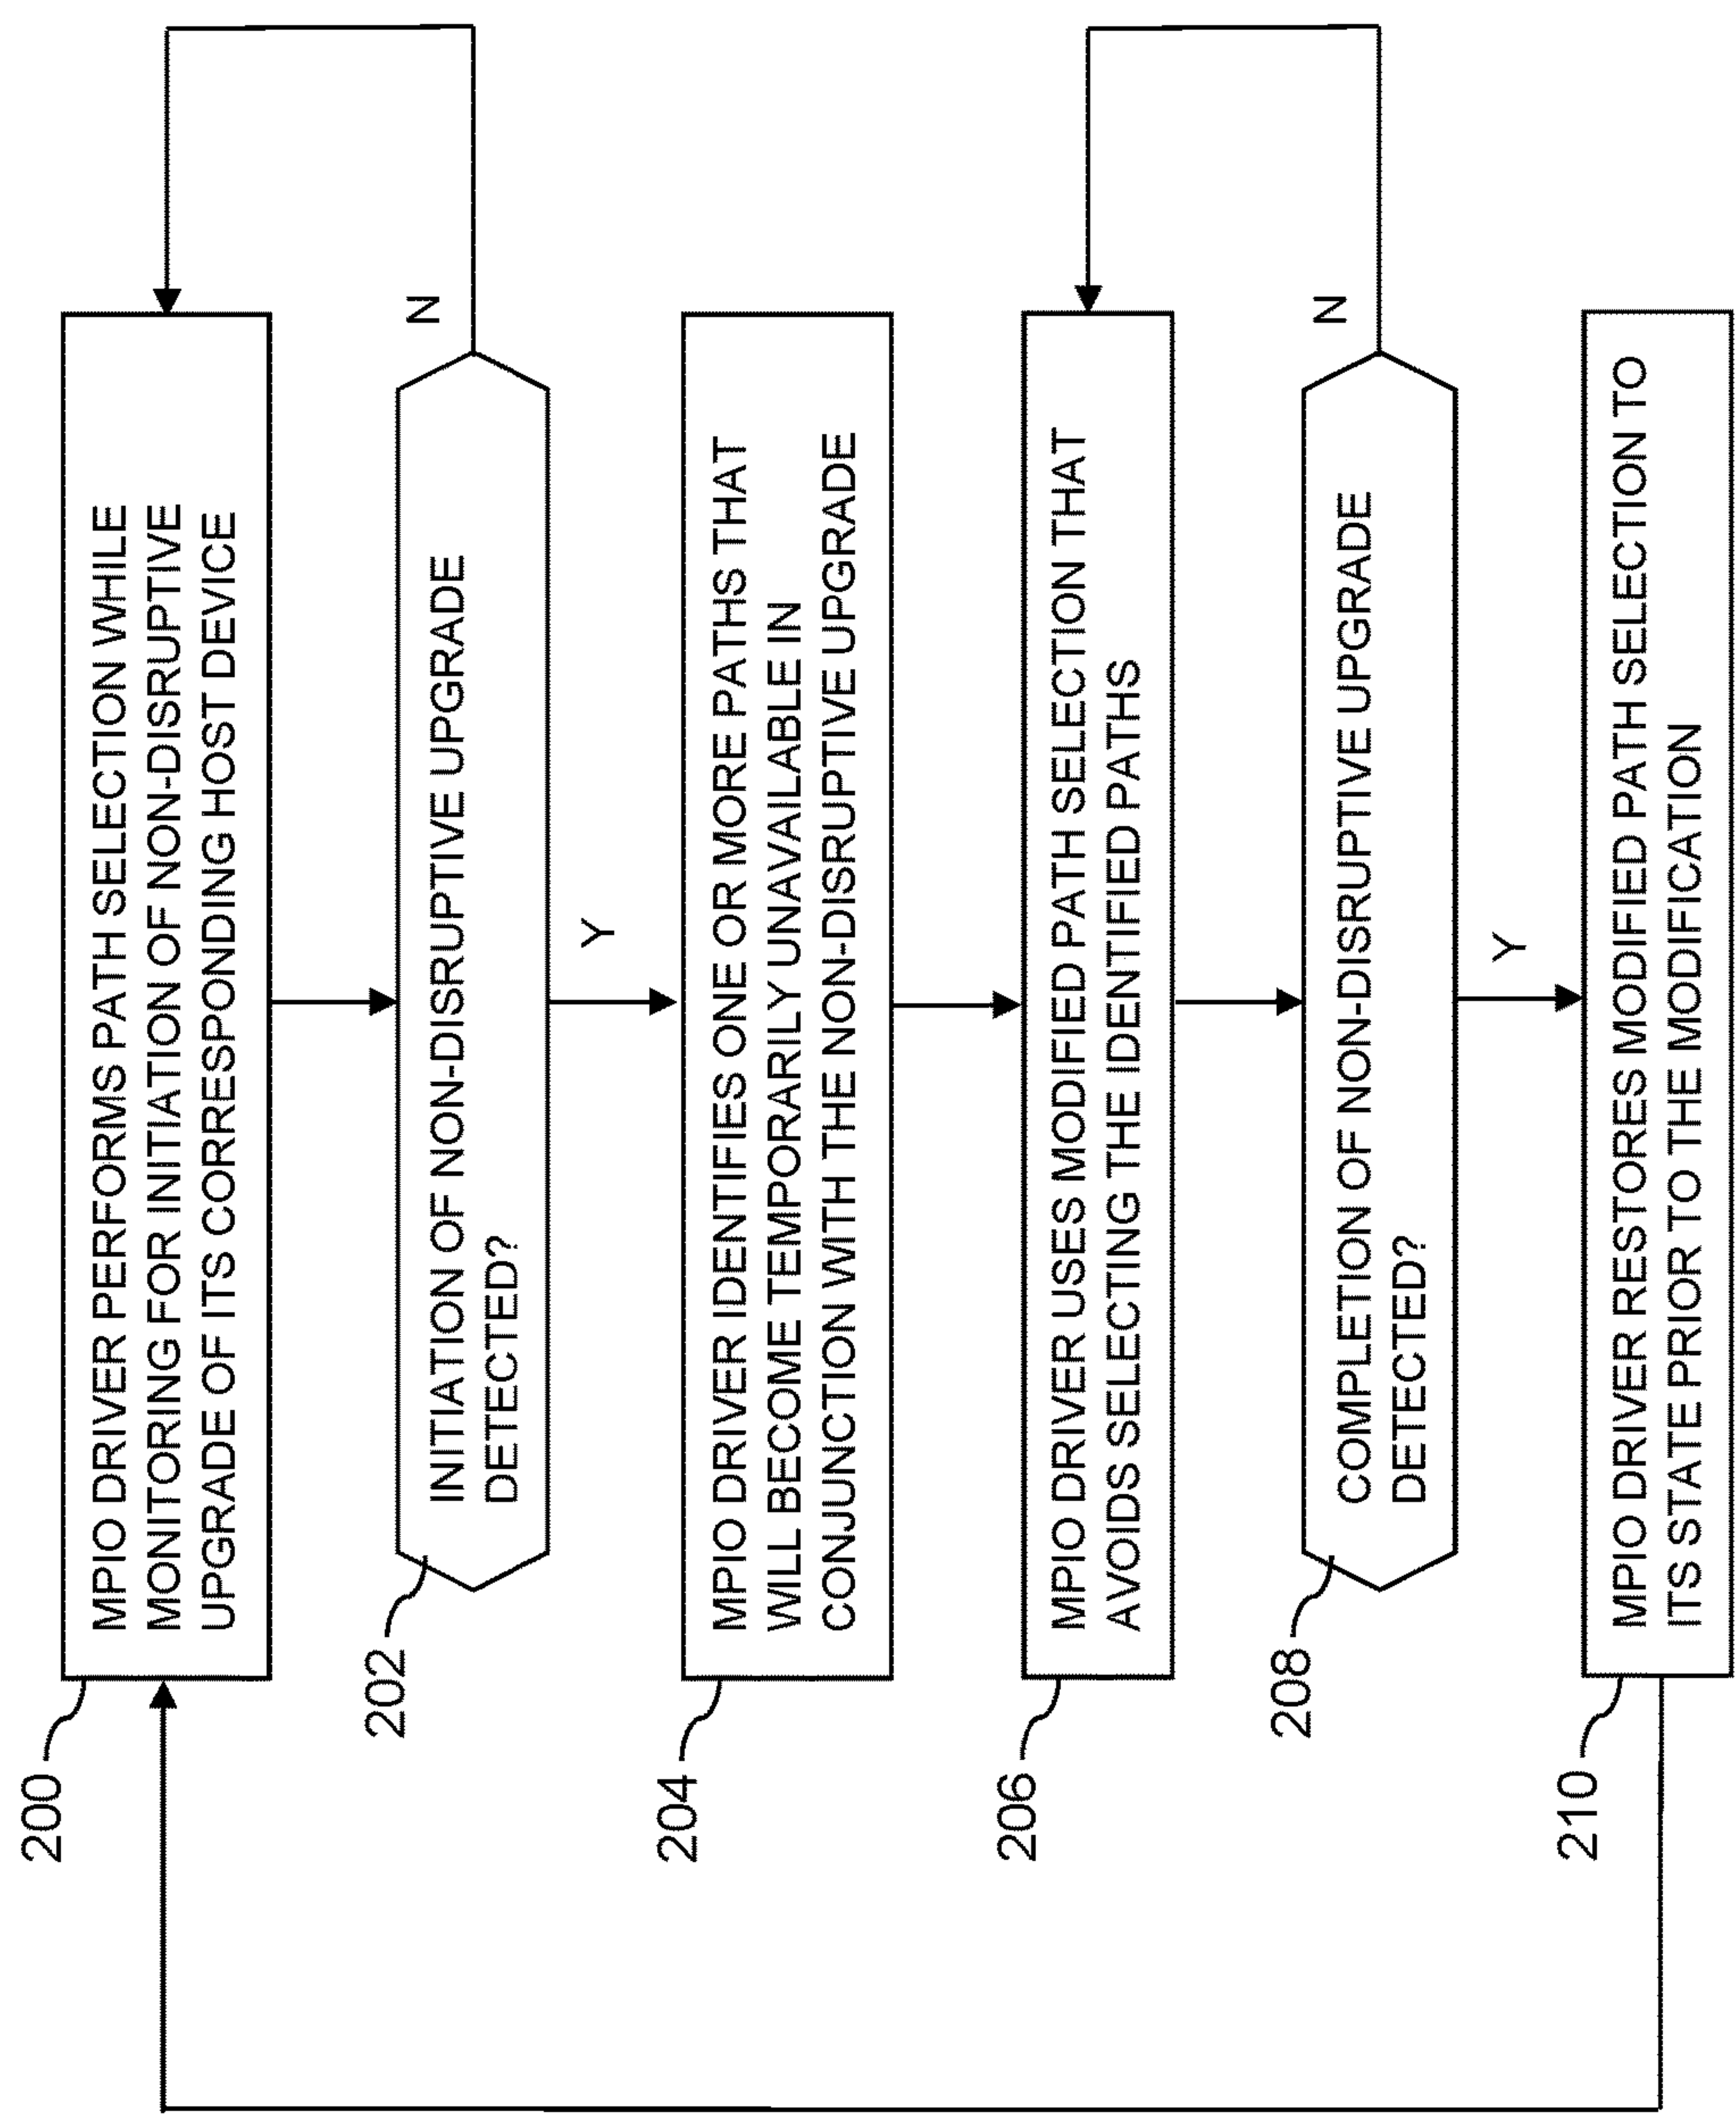 200
MPIO DRIVER PERFORMS PATH SELECTION WHILE
MONITORING FOR INITIATION OF NON-DISRUPTIVE
UPGRADE OF ITS CORRESPONDING HOST DEVICE
202
INITIATION OF NON-DISRUPTIVE UPGRADE
DETECTED?
N
Y
204
MPIO DRIVER IDENTIFIES ONE OR MORE PATHS THAT
WILL BECOME TEMPORARILY UNAVAILABLE IN
CONJUNCTION WITH THE NON-DISRUPTIVE UPGRADE
206
MPIO DRIVER USES MODIFIED PATH SELECTION THAT
AVOIDS SELECTING THE IDENTIFIED PATHS
208
COMPLETION OF NON-DISRUPTIVE UPGRADE
DETECTED?
N
Y
210
MPIO DRIVER RESTORES MODIFIED PATH SELECTION TO
ITS STATE PRIOR TO THE MODIFICATION